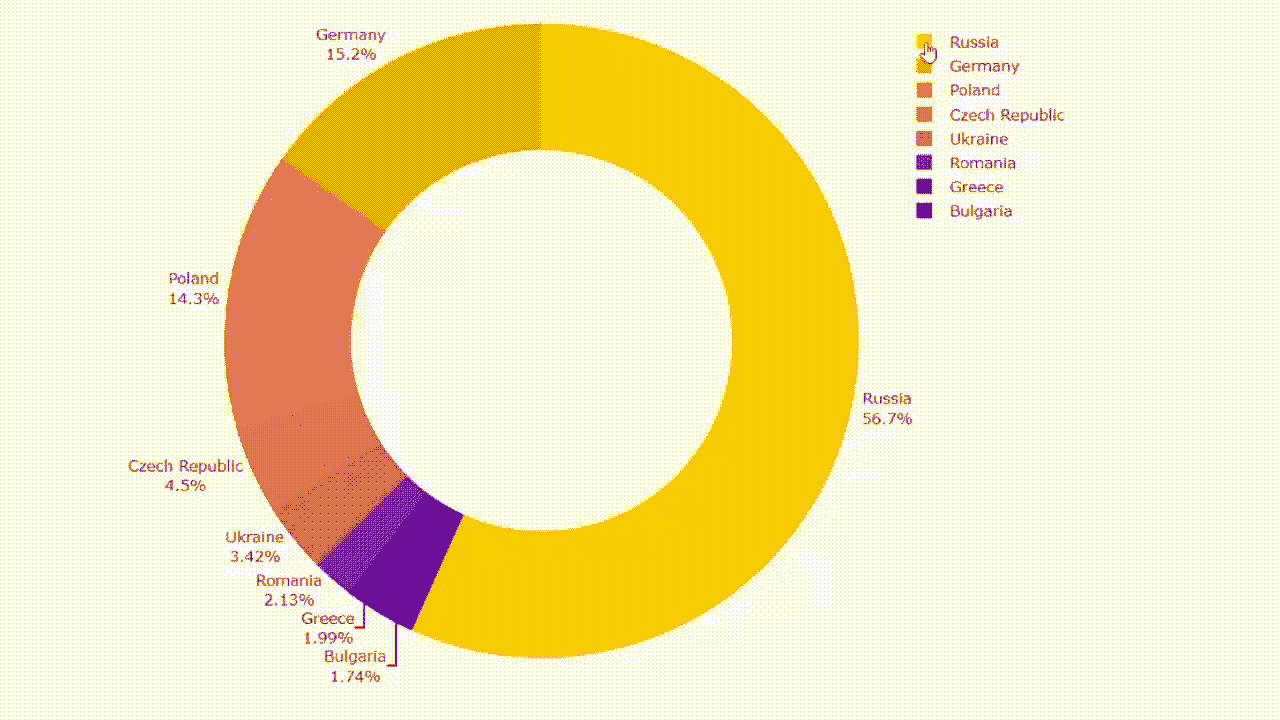 Germany
15.2%
Poland
14.3%
Czech Republic
4.5%
Ukraine
3.42%
Romania
2.13%
Greece
1.99%
Bulgaria
1.74%
Russia
56.7%
Russia
Germany
Poland
Czech Republic
Ukraine
Romania
Greece
Bulgaria